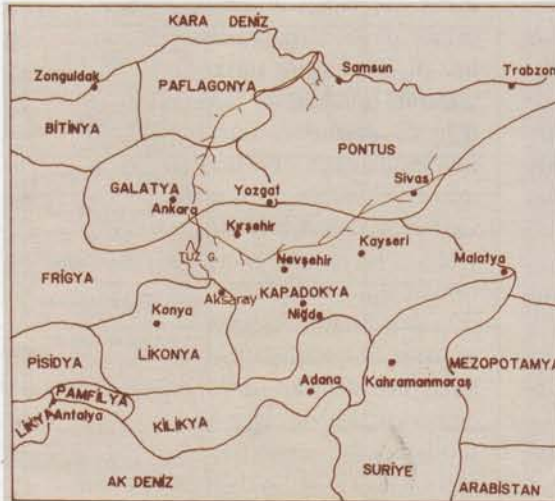 KARA DENİZ
Zonguldak
Samsun
Trabzon
PAFLAGONYA
BİTİNYA
PONTUS
GALATYA
Ankara
Yozgat
Sivas
Kırşehir
Kayseri
TUZ G.
Nevşehir
Malatya
FRİGYA
Aksaray
KAPADOKYA
Konya
Niğde
LİKONYA
PİSİDYA
MEZOPOTAMYA
Kahramanmaraş
PAMFİLYA
Adana
LİKYA
Antalya
KİLİKYA
SURİYE
AK DENİZ
ARABİSTAN